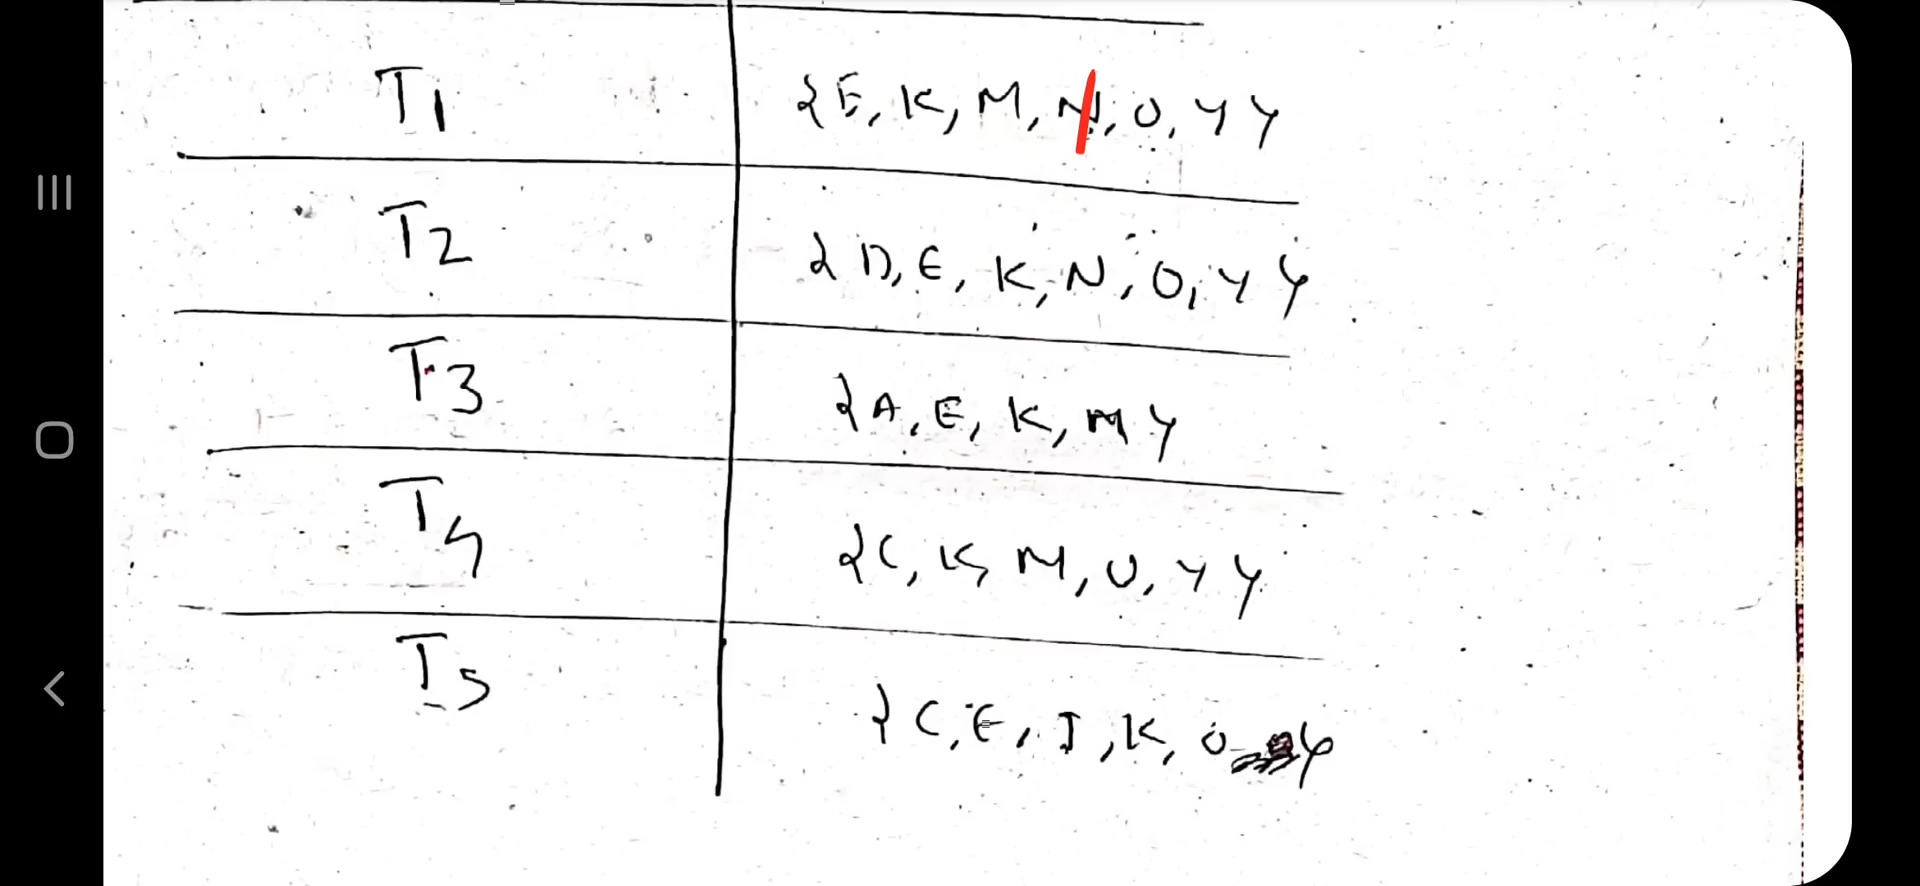 T1 {E, K, M, N, O, Y}
T2 {D, E, K, N, O, Y}
T3 {A, E, K, M}
T4 {C, K, M, O, Y}
T5 {C, E, I, K, O}